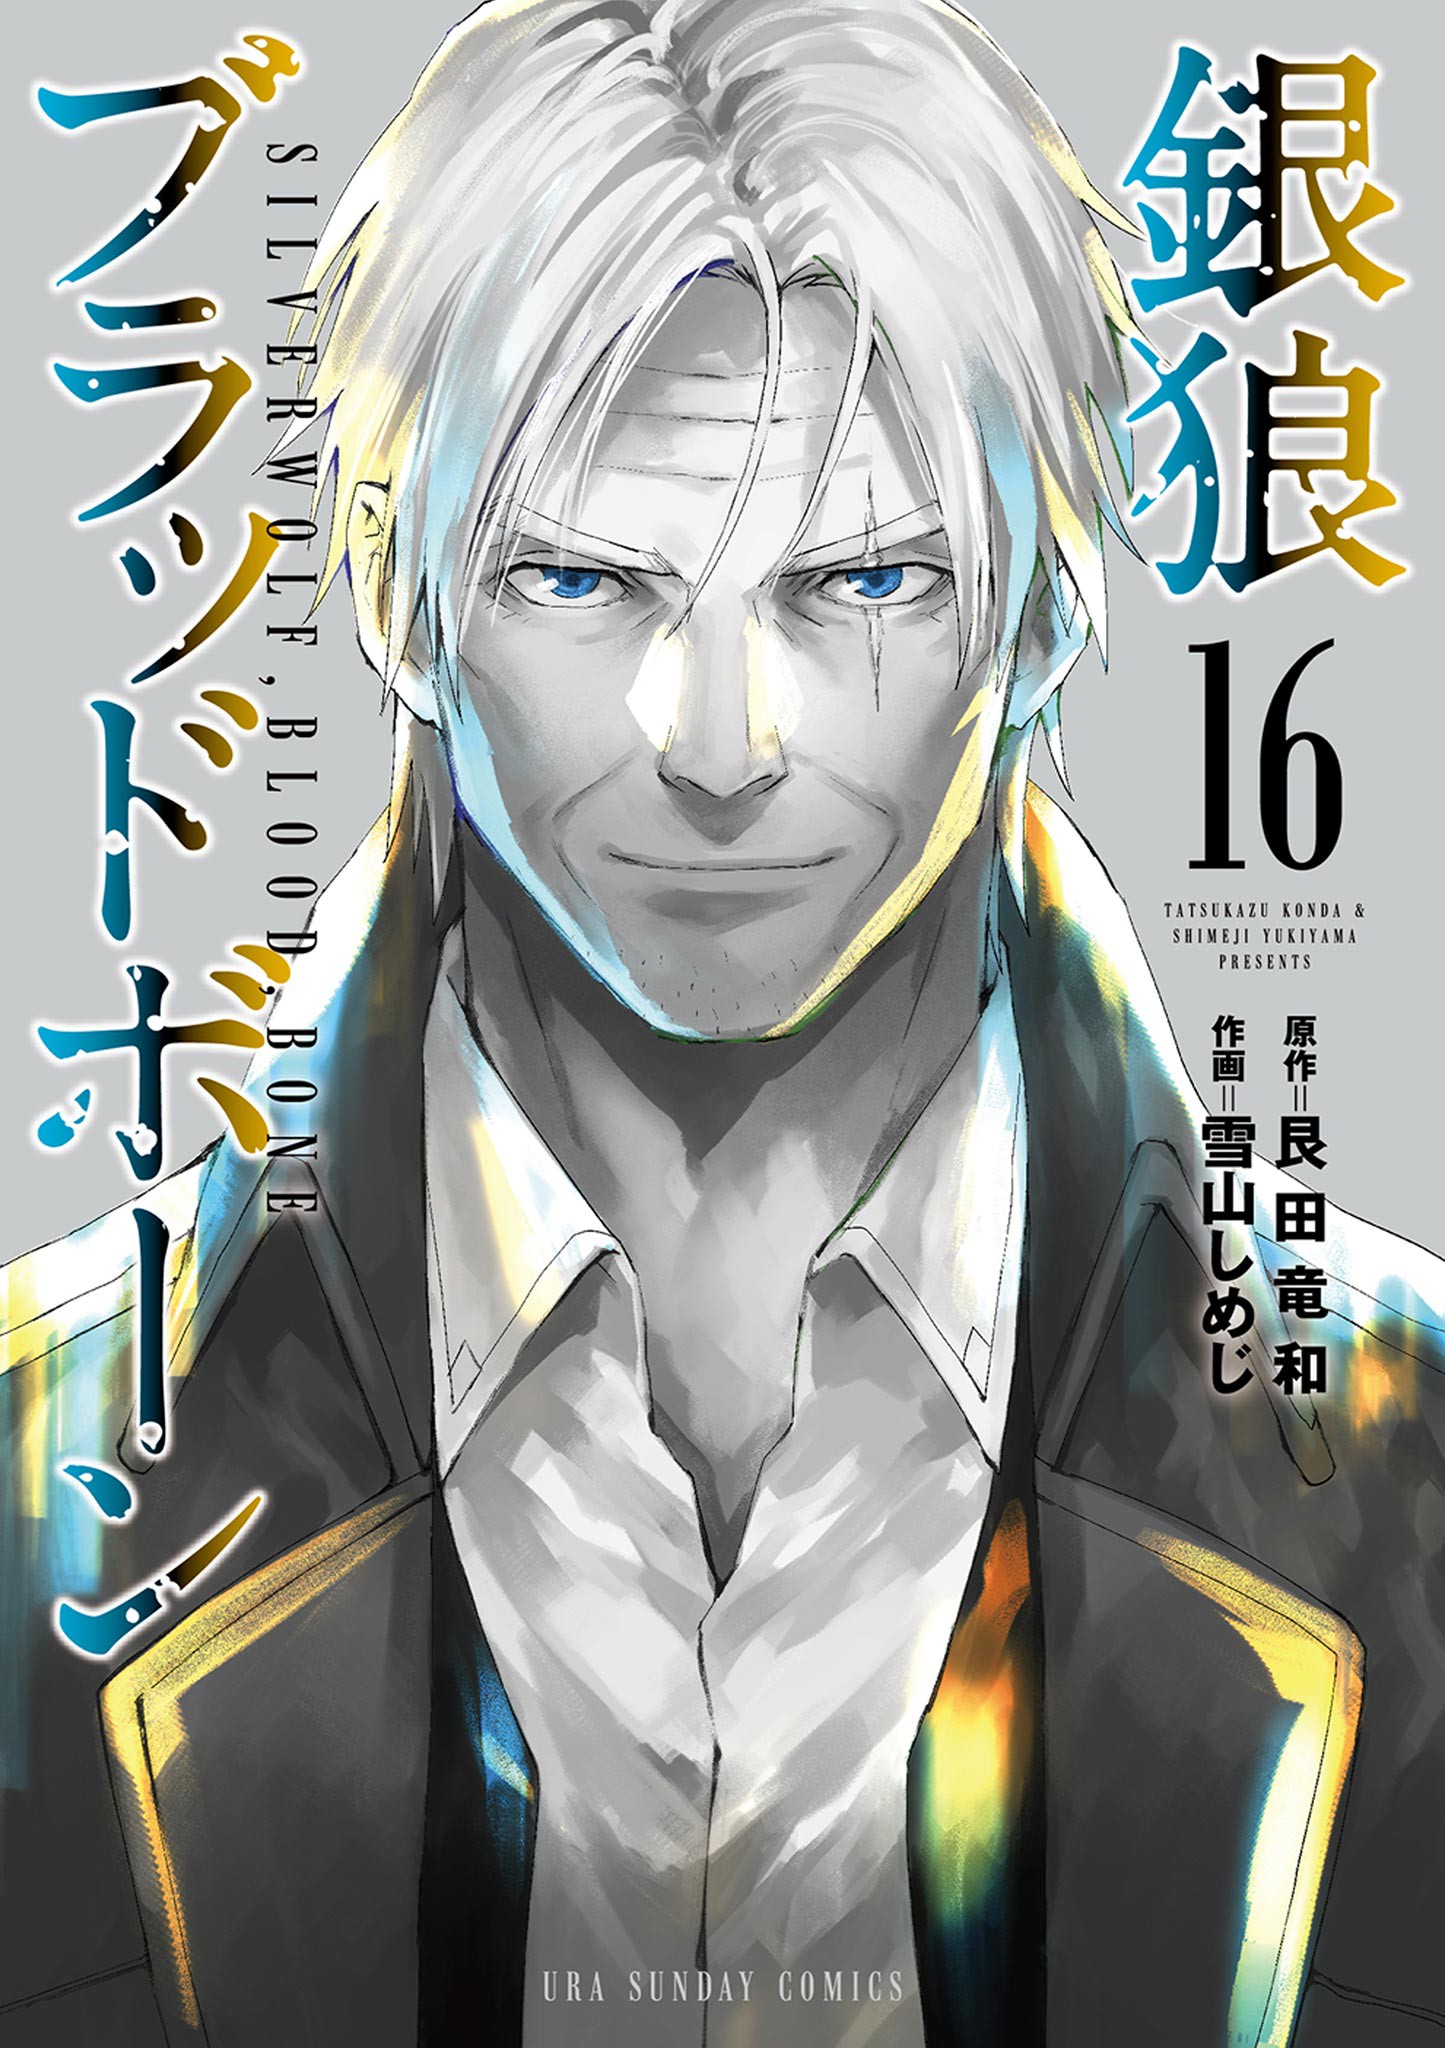 銀狼
ブラッドボーン
SILVERWOLF, BLOOD, BONE
16
TATSUKAZU KONDA &
SHIMEJI YUKIYAMA
PRESENTS
原作=艮田竜和
作画=雪山しめじ
URA SUNDAY COMICS